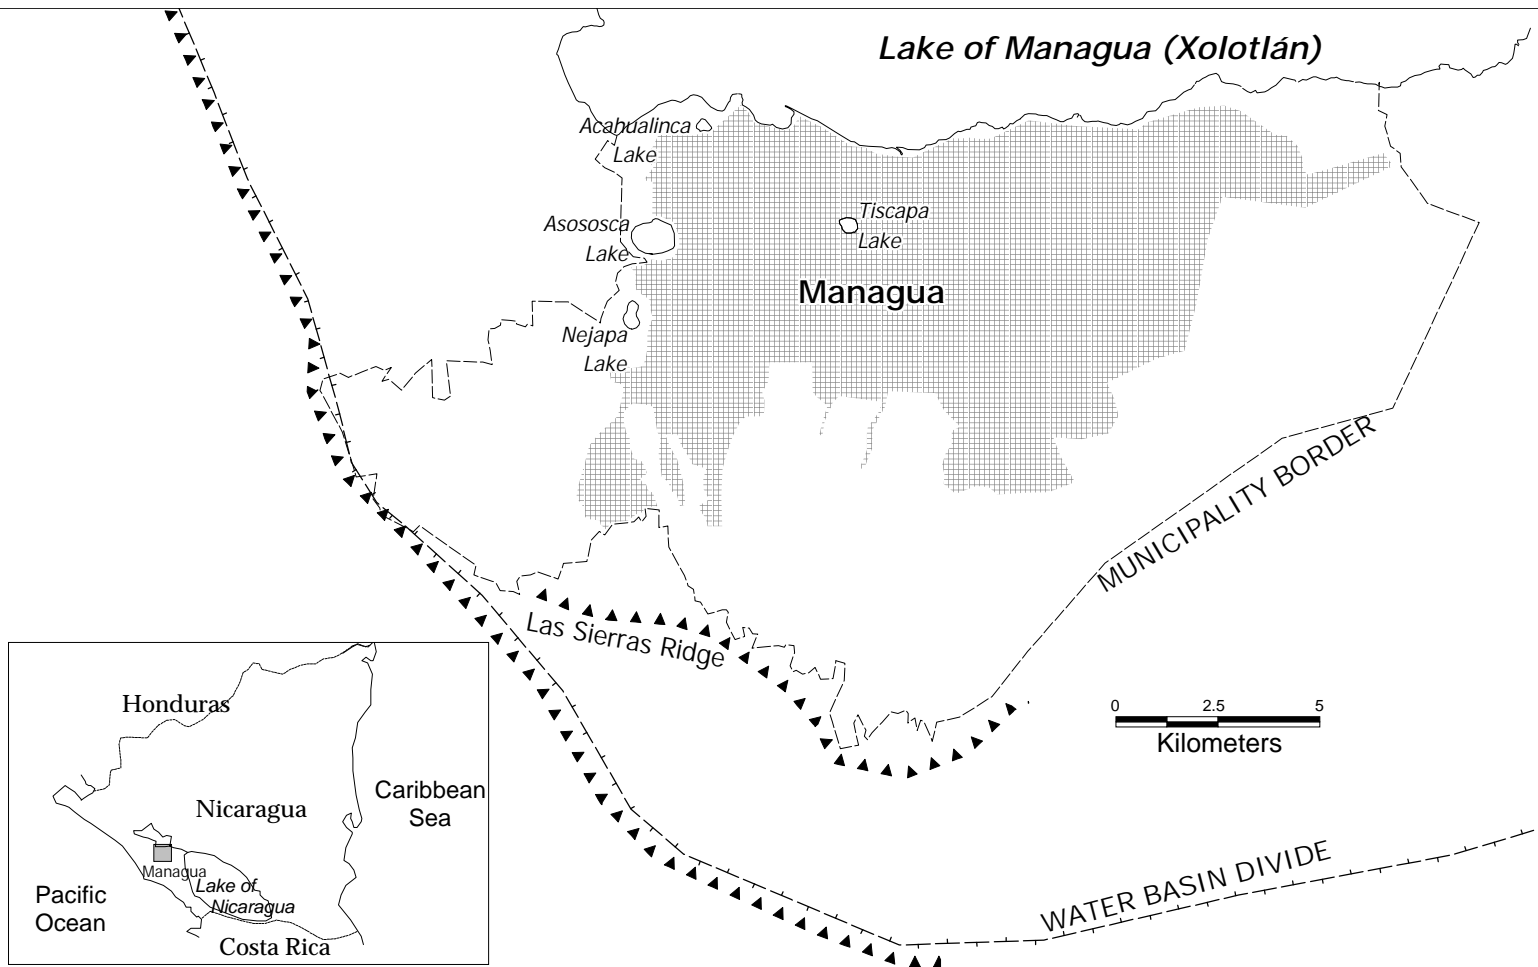 Lake of Managua (Xolotlán)
Acahualinca
Lake
Asososca
Lake
Tiscapa
Lake
Managua
Nejapa
Lake
MUNICIPALITY BORDER
Las Sierras Ridge
0 2.5 5
Kilometers
WATER BASIN DIVIDE
Honduras
Nicaragua
Caribbean
Sea
Managua
Lake of
Nicaragua
Pacific
Ocean
Costa Rica